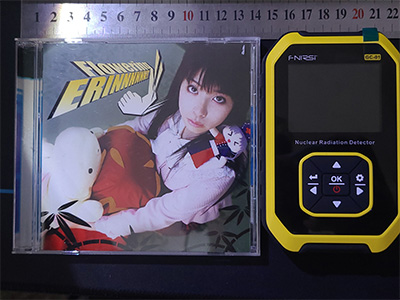 1 2 3 4 5 6 7 8 9 10 11 12 13 14 15 16 17 18 19 20 21 22
Flowering
ERINNNNNN!
FNIRSI
GC-01
Nuclear Radiation Detector
OK